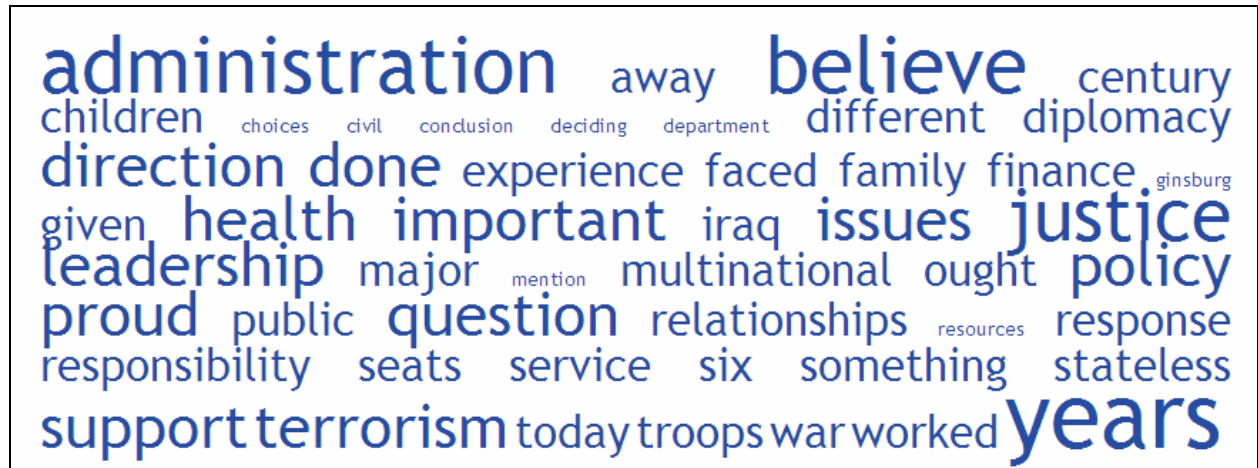 administration away believe century
children choices civil conclusion deciding department different diplomacy
direction done experience faced family finance ginsburg
given health important iraq issues justice
leadership major mention multinational ought policy
proud public question relationships resources response
responsibility seats service six something stateless
support terrorism today troops war worked years